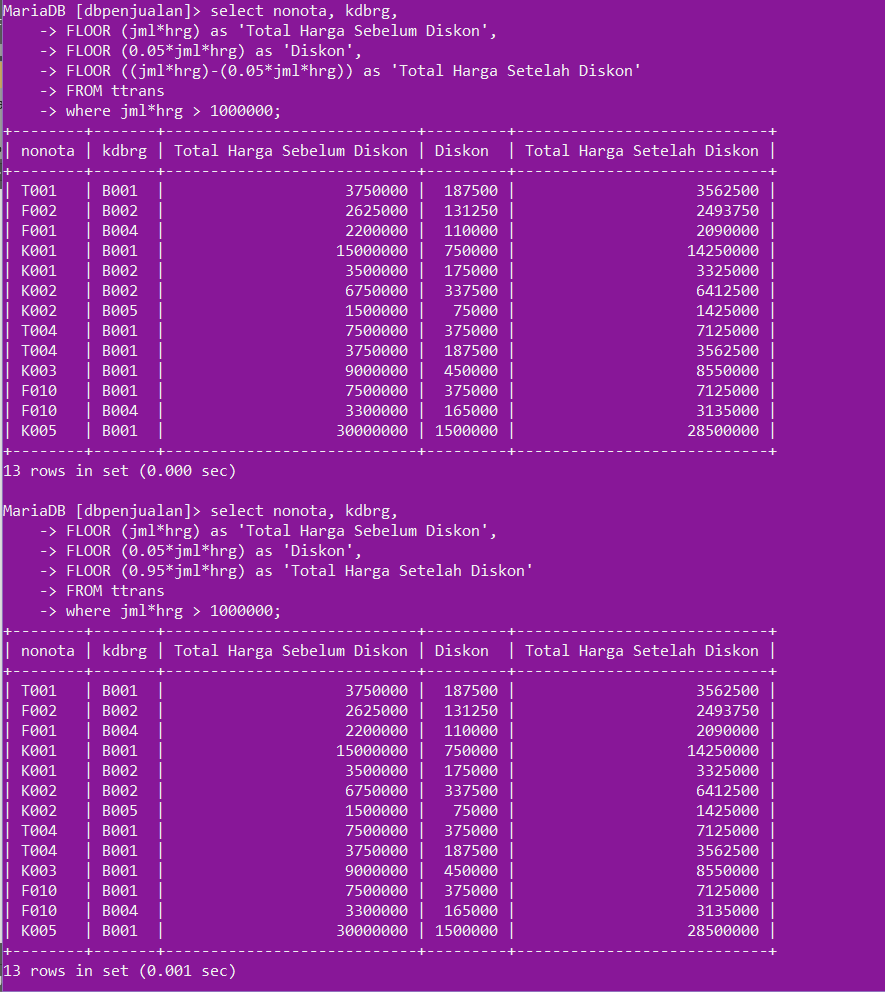 MariaDB [dbpenjualan]> select nonota, kdbrg,
    -> FLOOR (jml*hrg) as 'Total Harga Sebelum Diskon',
    -> FLOOR (0.05*jml*hrg) as 'Diskon',
    -> FLOOR ((jml*hrg)-(0.05*jml*hrg)) as 'Total Harga Setelah Diskon'
    -> FROM ttrans
    -> where jml*hrg > 1000000;
+--------+-------+----------------------------+---------+----------------------------+
| nonota | kdbrg | Total Harga Sebelum Diskon | Diskon  | Total Harga Setelah Diskon |
+--------+-------+----------------------------+---------+----------------------------+
| T001   | B001  |                    3750000 |  187500 |                    3562500 |
| F002   | B002  |                    2625000 |  131250 |                    2493750 |
| F001   | B004  |                    2200000 |  110000 |                    2090000 |
| K001   | B001  |                   15000000 |  750000 |                   14250000 |
| K001   | B002  |                    3500000 |  175000 |                    3325000 |
| K002   | B002  |                    6750000 |  337500 |                    6412500 |
| K002   | B005  |                    1500000 |   75000 |                    1425000 |
| T004   | B001  |                    7500000 |  375000 |                    7125000 |
| T004   | B001  |                    3750000 |  187500 |                    3562500 |
| K003   | B001  |                    9000000 |  450000 |                    8550000 |
| F010   | B001  |                    7500000 |  375000 |                    7125000 |
| F010   | B004  |                    3300000 |  165000 |                    3135000 |
| K005   | B001  |                   30000000 | 1500000 |                   28500000 |
+--------+-------+----------------------------+---------+----------------------------+
13 rows in set (0.000 sec)

MariaDB [dbpenjualan]> select nonota, kdbrg,
    -> FLOOR (jml*hrg) as 'Total Harga Sebelum Diskon',
    -> FLOOR (0.05*jml*hrg) as 'Diskon',
    -> FLOOR (0.95*jml*hrg) as 'Total Harga Setelah Diskon'
    -> FROM ttrans
    -> where jml*hrg > 1000000;
+--------+-------+----------------------------+---------+----------------------------+
| nonota | kdbrg | Total Harga Sebelum Diskon | Diskon  | Total Harga Setelah Diskon |
+--------+-------+----------------------------+---------+----------------------------+
| T001   | B001  |                    3750000 |  187500 |                    3562500 |
| F002   | B002  |                    2625000 |  131250 |                    2493750 |
| F001   | B004  |                    2200000 |  110000 |                    2090000 |
| K001   | B001  |                   15000000 |  750000 |                   14250000 |
| K001   | B002  |                    3500000 |  175000 |                    3325000 |
| K002   | B002  |                    6750000 |  337500 |                    6412500 |
| K002   | B005  |                    1500000 |   75000 |                    1425000 |
| T004   | B001  |                    7500000 |  375000 |                    7125000 |
| T004   | B001  |                    3750000 |  187500 |                    3562500 |
| K003   | B001  |                    9000000 |  450000 |                    8550000 |
| F010   | B001  |                    7500000 |  375000 |                    7125000 |
| F010   | B004  |                    3300000 |  165000 |                    3135000 |
| K005   | B001  |                   30000000 | 1500000 |                   28500000 |
+--------+-------+----------------------------+---------+----------------------------+
13 rows in set (0.001 sec)